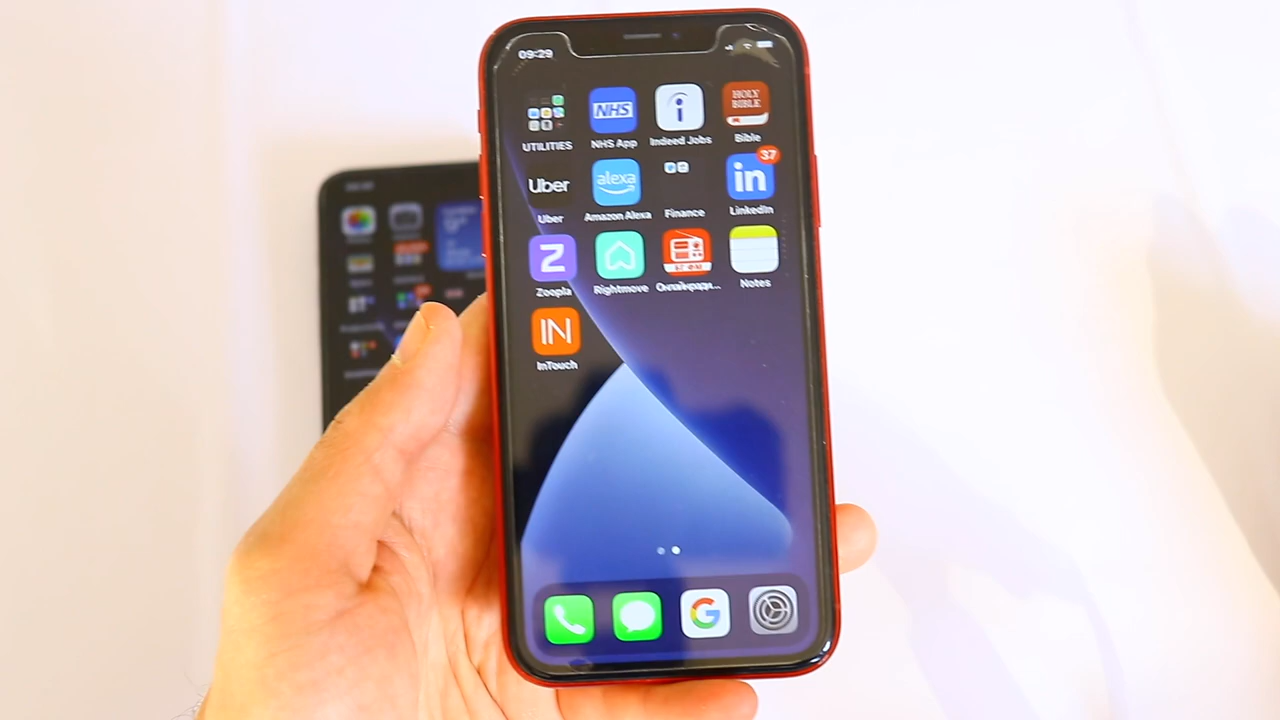 09:29
UTILITIES
NHS
NHS App
Indeed Jobs
HOLY
BIBLE
Bible
Uber
Uber
alexa
Amazon Alexa
Finance
37
in
LinkedIn
Z
Zoopla
Rightmove
Notes
IN
InTouch
G